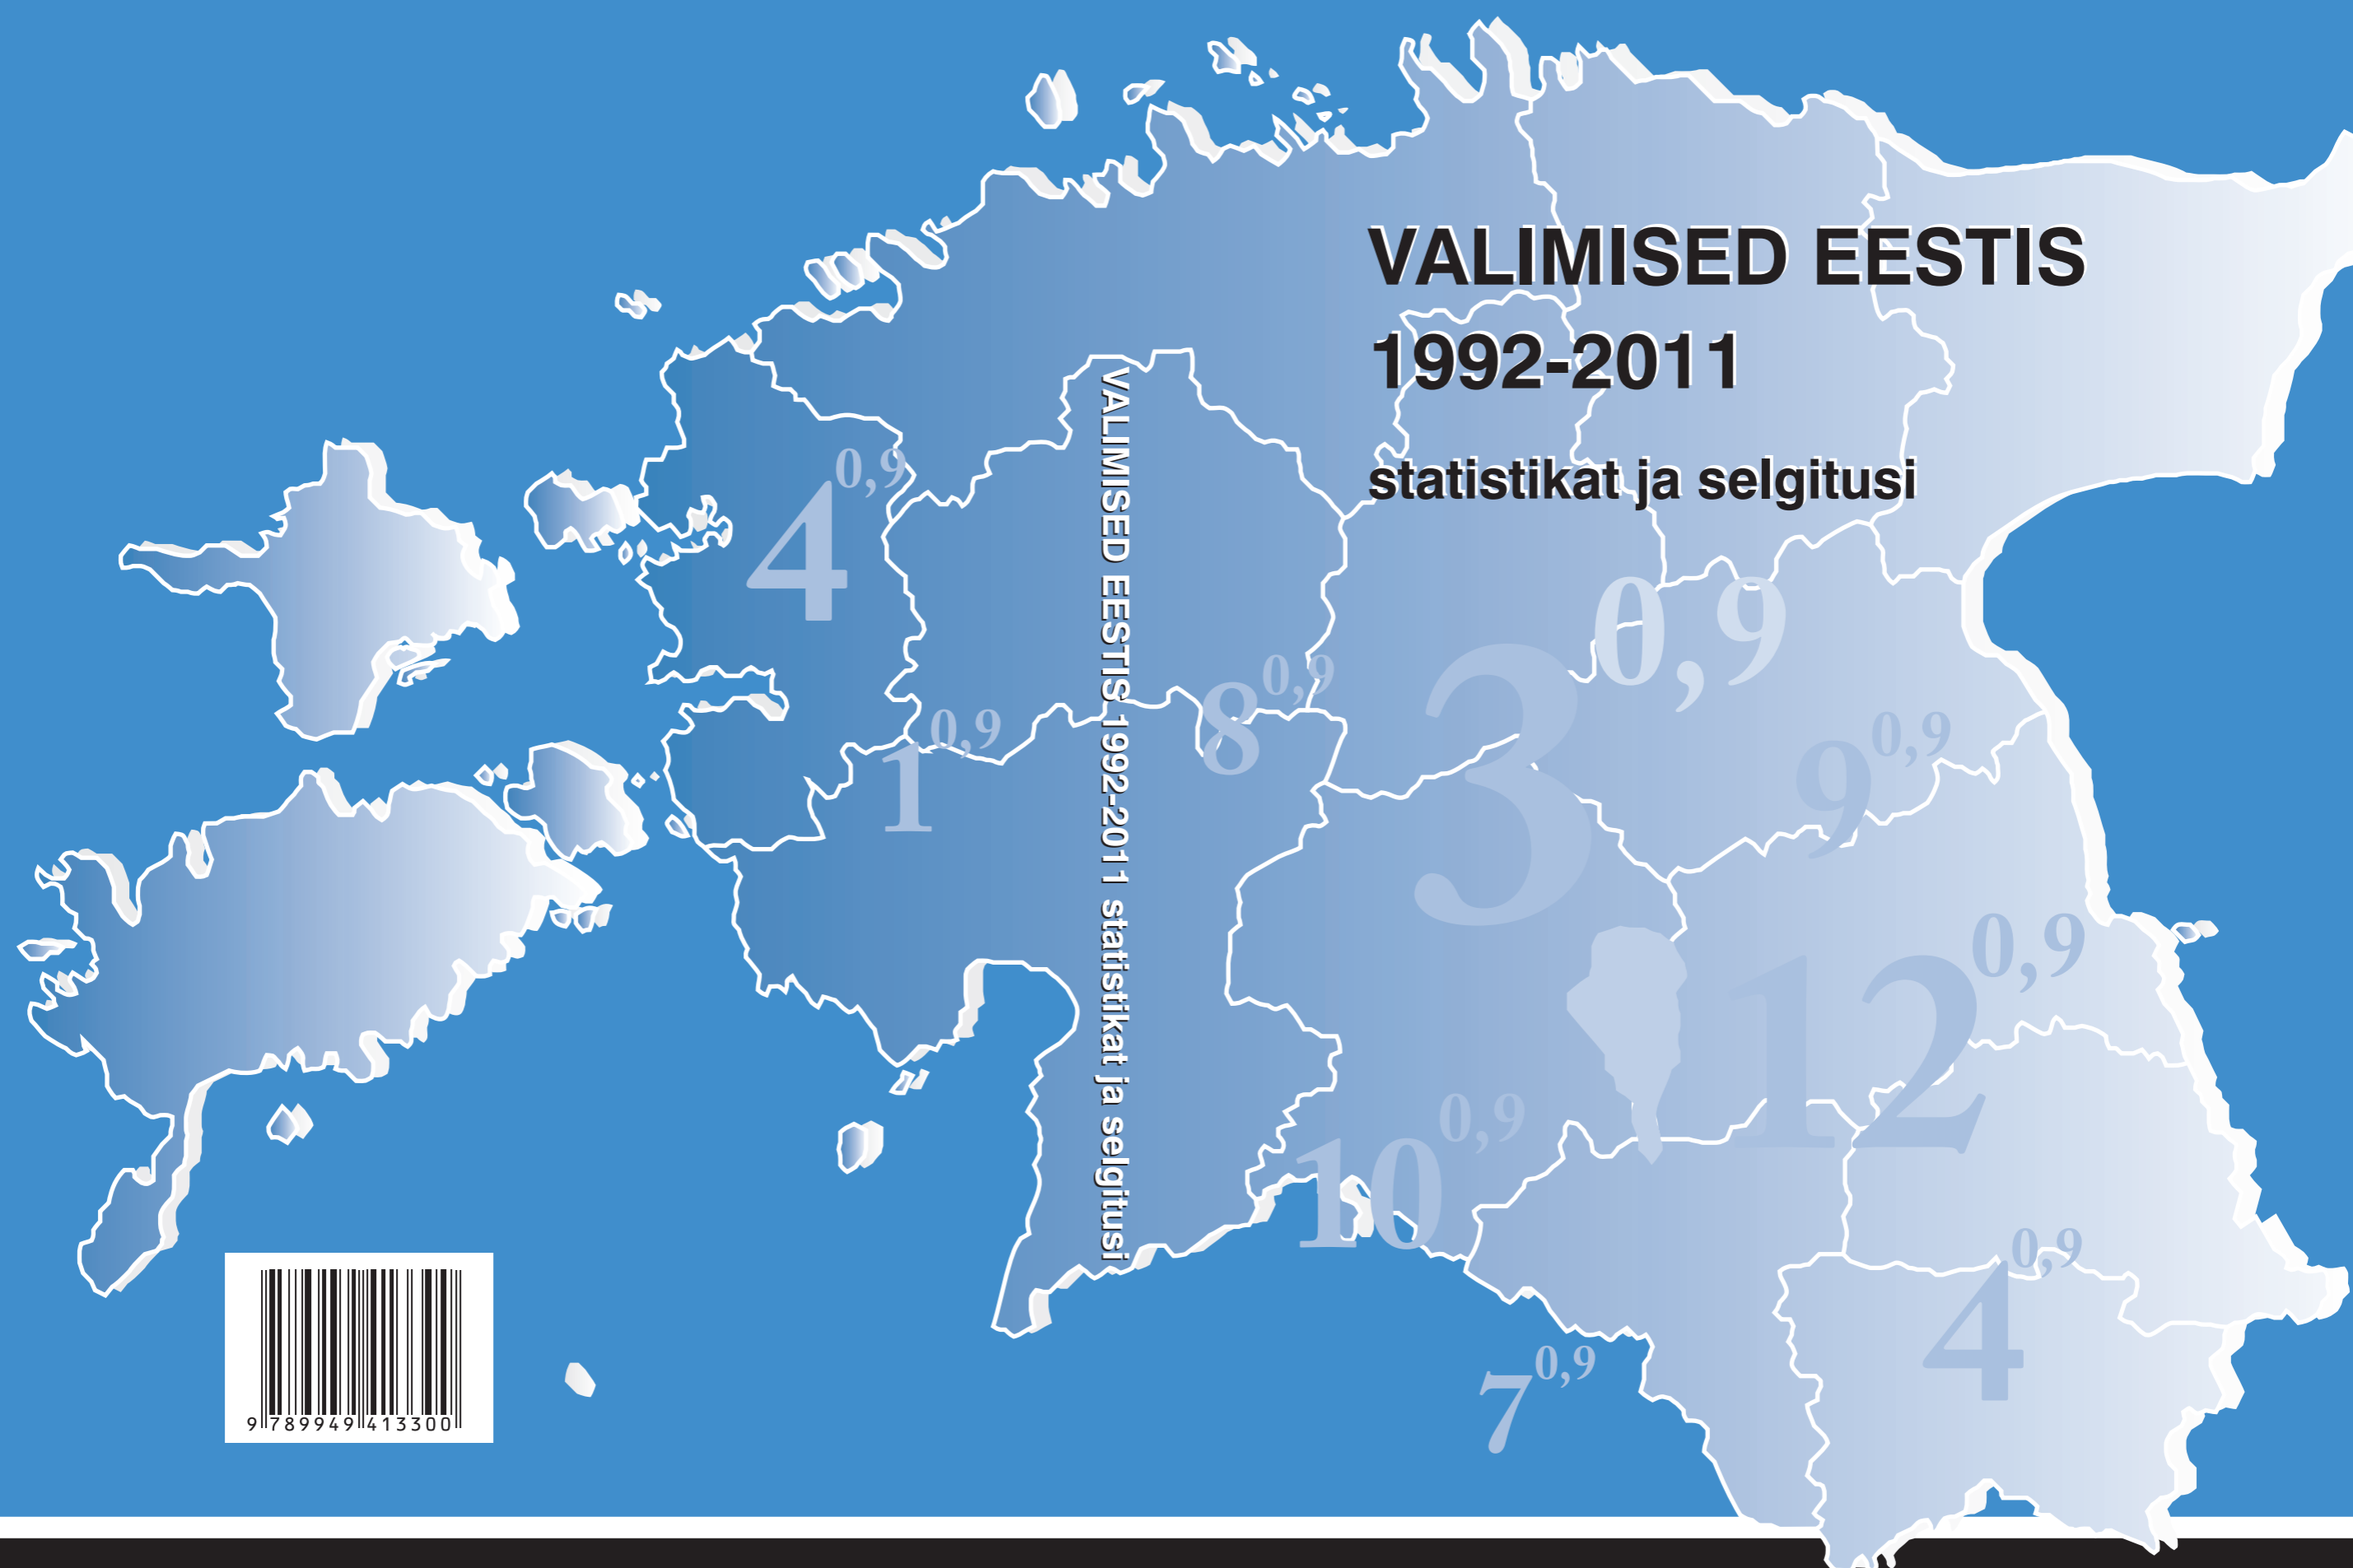 VALIMISED EESTIS
1992-2011
statistikat ja selgitusi
VALIMISED EESTIS 1992-2011 statistikat ja selgitusi
4 0,9
1 0,9
8 0,9
3 0,9
9 0,9
12 0,9
10 0,9
4 0,9
7 0,9
9 789949 413300